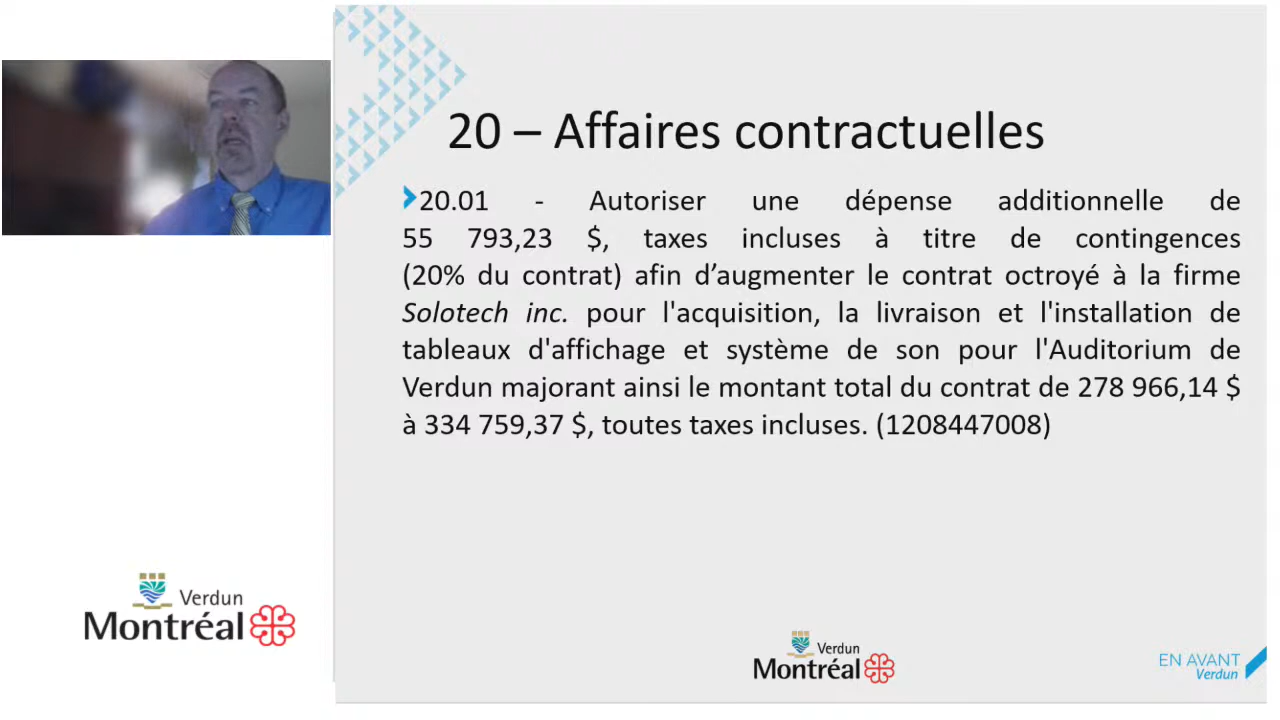 20 – Affaires contractuelles
20.01 - Autoriser une dépense additionnelle de
55 793,23 $, taxes incluses à titre de contingences
(20% du contrat) afin d’augmenter le contrat octroyé à la firme
Solotech inc. pour l'acquisition, la livraison et l'installation de
tableaux d'affichage et système de son pour l'Auditorium de
Verdun majorant ainsi le montant total du contrat de 278 966,14 $
à 334 759,37 $, toutes taxes incluses. (1208447008)
Verdun
Montréal
Verdun
Montréal
EN AVANT
Verdun